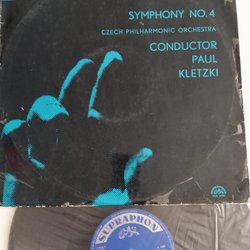 SYMPHONY NO. 4
CZECH PHILHARMONIC ORCHESTRA
CONDUCTOR
PAUL
KLETZKI
SUPRAPHON